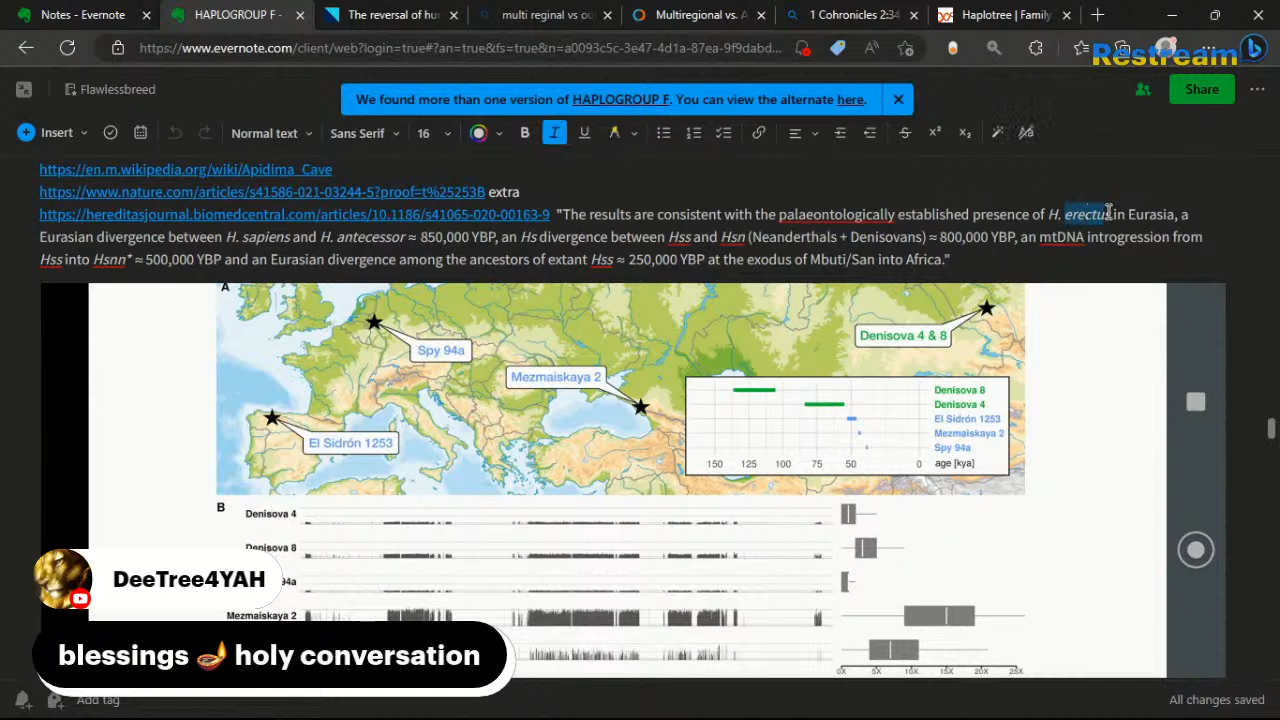 Notes - Evernote
HAPLOGROUP F -
The reversal of hu
multi reginal vs ou
Multiregional vs. A
1 Cohronicles 2:34
Haplotree | Family
https://www.evernote.com/client/web?login=true#?an=true&fs=true&n=a0093c5c-3e47-4d1a-87ea-9f9dabd...
Restream
Flawlessbreed
We found more than one version of HAPLOGROUP F. You can view the alternate here.
Share
Insert
Normal text
Sans Serif
16
B I U
https://en.m.wikipedia.org/wiki/Apidima_Cave
https://www.nature.com/articles/s41586-021-03244-5?proof=t%25253B extra
https://hereditasjournal.biomedcentral.com/articles/10.1186/s41065-020-00163-9 "The results are consistent with the palaeontologically established presence of H. erectus in Eurasia, a
Eurasian divergence between H. sapiens and H. antecessor ≈ 850,000 YBP, an Hs divergence between Hss and Hsn (Neanderthals + Denisovans) ≈ 800,000 YBP, an mtDNA introgression from
Hss into Hsnn* ≈ 500,000 YBP and an Eurasian divergence among the ancestors of extant Hss ≈ 250,000 YBP at the exodus of Mbuti/San into Africa."
A
Spy 94a
Denisova 4 & 8
Mezmaiskaya 2
El Sidrón 1253
Denisova 8
Denisova 4
El Sidrón 1253
Mezmaiskaya 2
Spy 94a
150 125 100 75 50 0 age [kya]
B
Denisova 4
Denisova 8
94a
Mezmaiskaya 2
0X 5X 10X 15X 20X 25X
DeeTree4YAH
blessings 🪔 holy conversation
Add tag
All changes saved